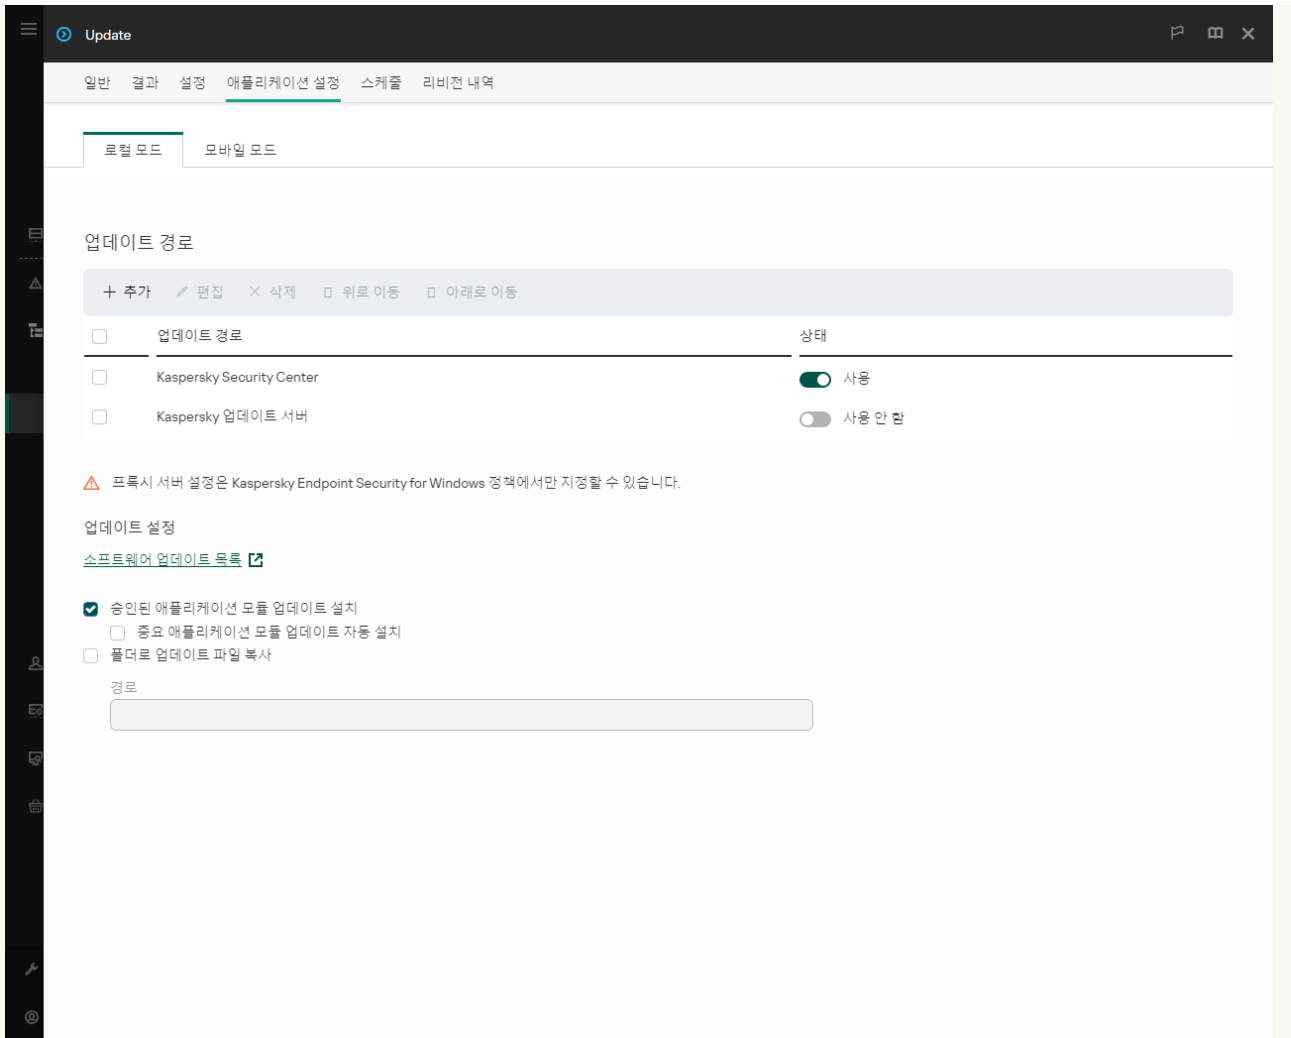 Update
일반 결과 설정 애플리케이션 설정 스케줄 리비전 내역
로컬 모드 모바일 모드
업데이트 경로
추가 편집 삭제 위로 이동 아래로 이동
업데이트 경로 상태
Kaspersky Security Center 사용
Kaspersky 업데이트 서버 사용 안 함
프록시 서버 설정은 Kaspersky Endpoint Security for Windows 정책에서만 지정할 수 있습니다.
업데이트 설정
소프트웨어 업데이트 목록
승인된 애플리케이션 모듈 업데이트 설치
중요 애플리케이션 모듈 업데이트 자동 설치
폴더로 업데이트 파일 복사
경로